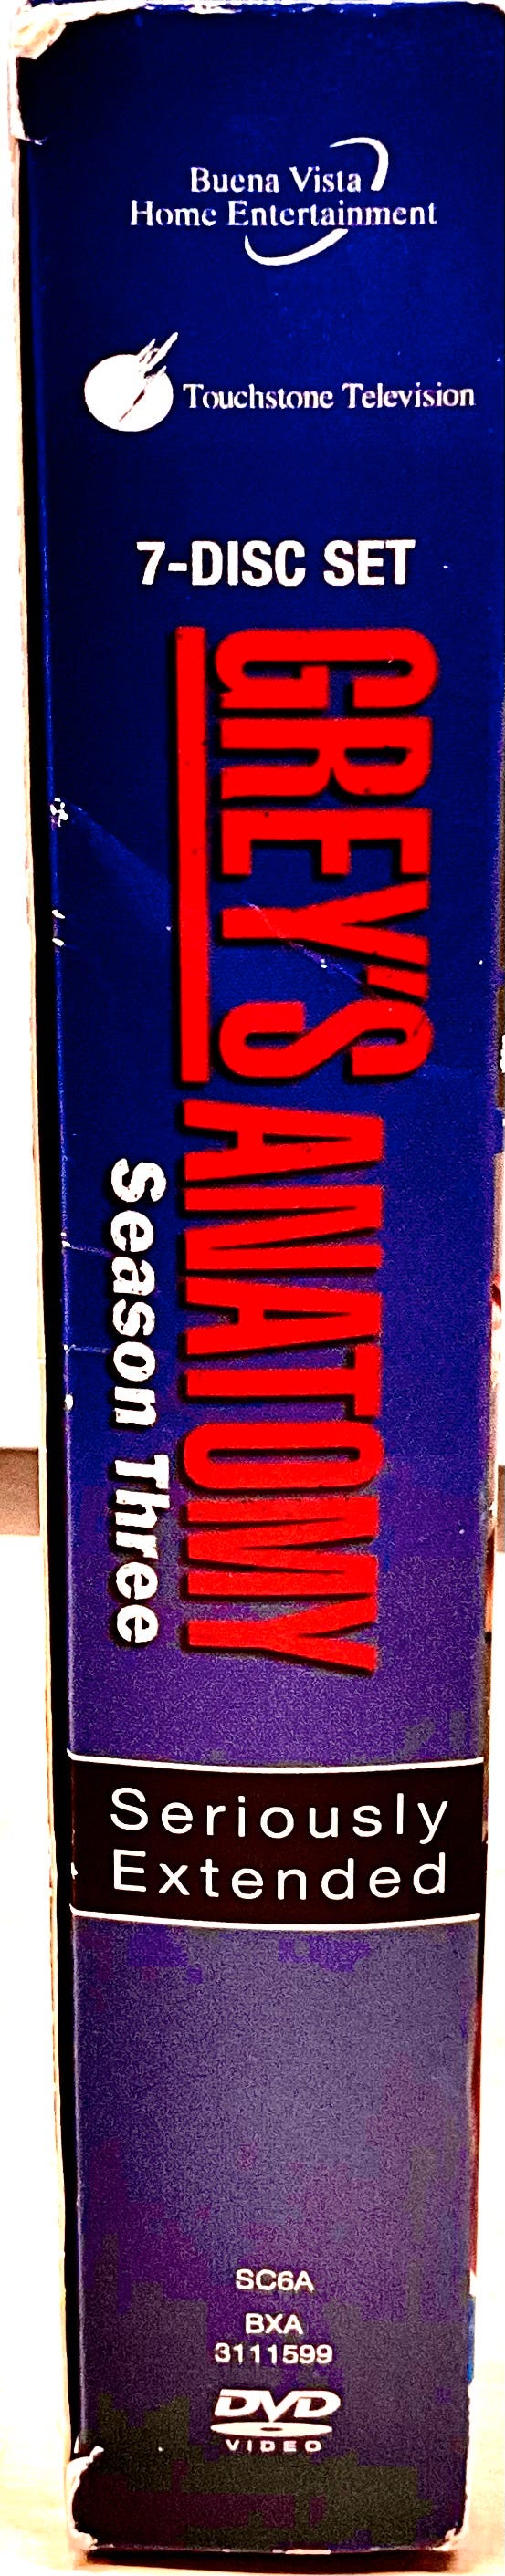 Buena Vista
Home Entertainment
Touchstone Television
7-DISC SET
GREY'S ANATOMY
Season Three
Seriously
Extended
SC6A
BXA
3111599
DVD
VIDEO